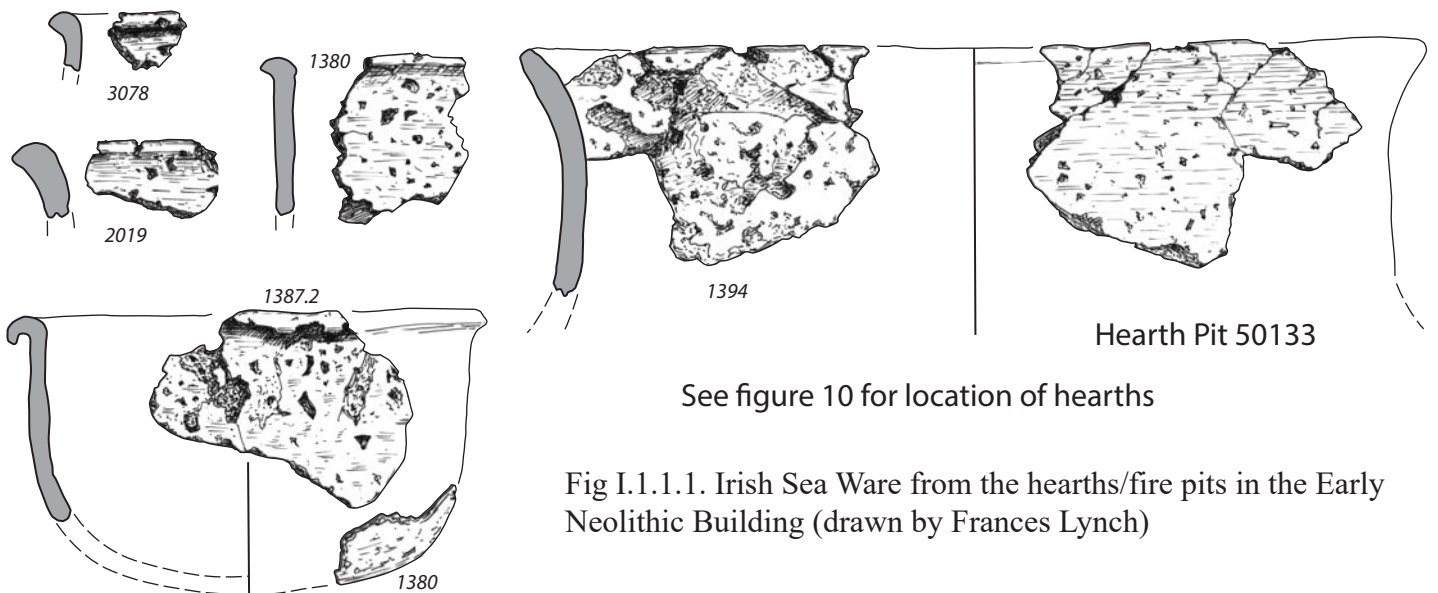 3078
1380
2019
1394
1387.2
Hearth Pit 50133
See figure 10 for location of hearths
Fig I.1.1.1. Irish Sea Ware from the hearths/fire pits in the Early
Neolithic Building (drawn by Frances Lynch)
1380